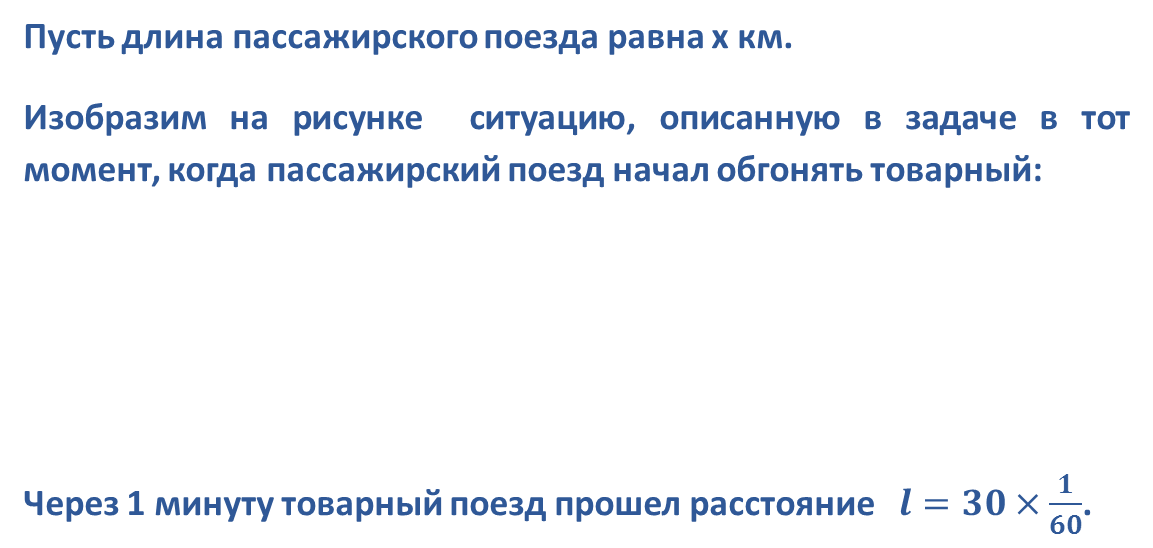 Пусть длина пассажирского поезда равна х км.
Изобразим на рисунке ситуацию, описанную в задаче в тот
момент, когда пассажирский поезд начал обгонять товарный:
Через 1 минуту товарный поезд прошел расстояние l = 30 × 1/60.